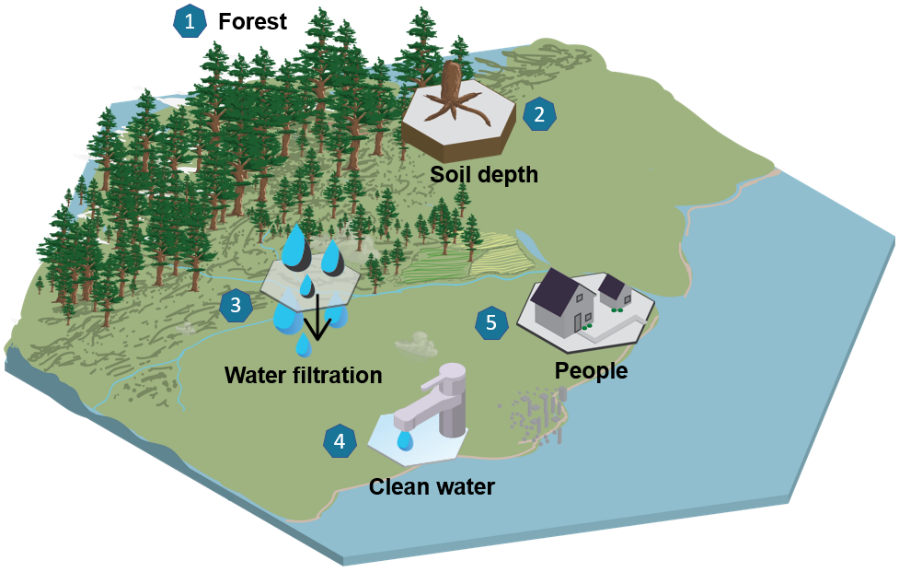 1 Forest
2
Soil depth
3
Water filtration
4
Clean water
5
People